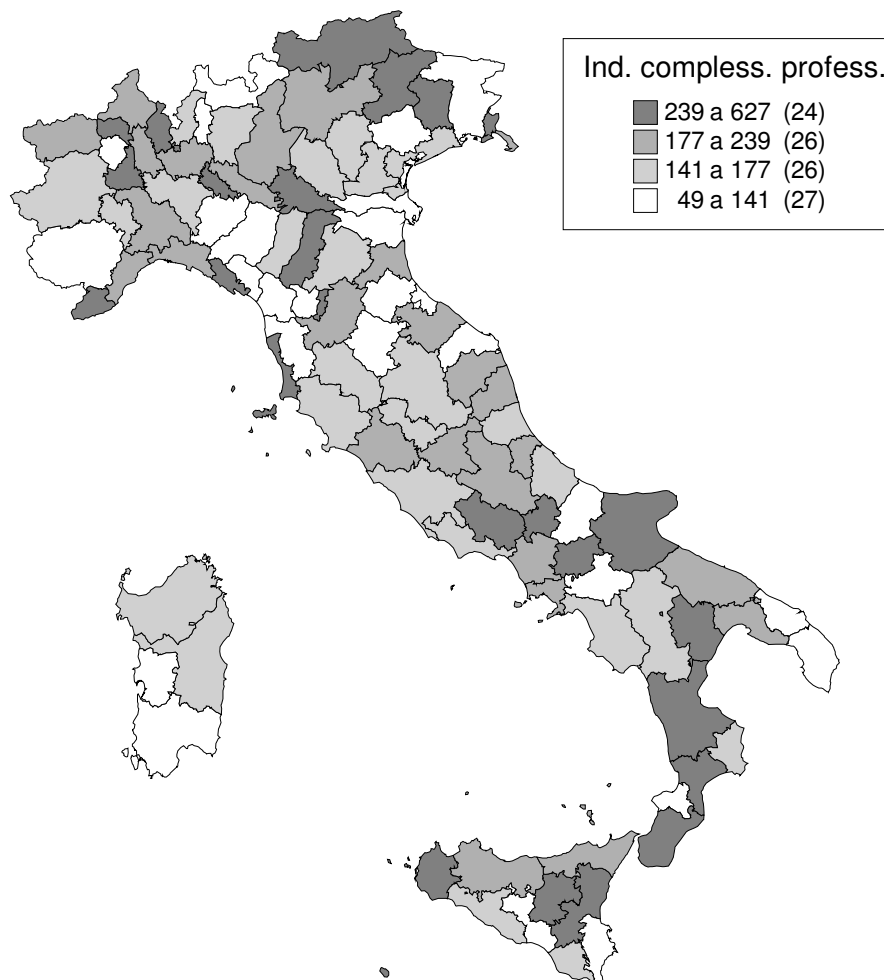 Ind. compless. profess.
239 a 627 (24)
177 a 239 (26)
141 a 177 (26)
49 a 141 (27)